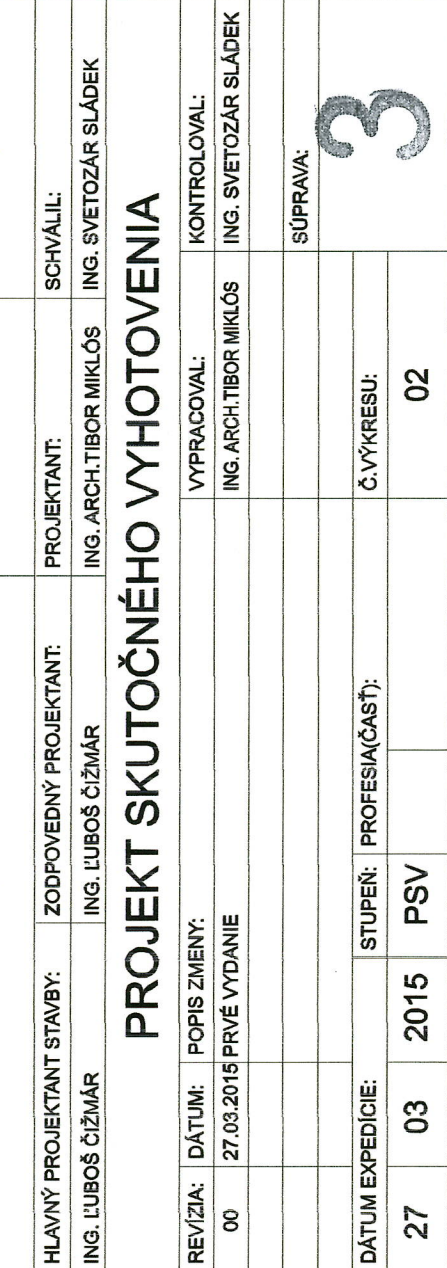 HLAVNÝ PROJEKTANT STAVBY: ZODPOVEDNÝ PROJEKTANT: PROJEKTANT: SCHVÁLIL:
ING. ĽUBOŠ ČIŽMÁR ING. ĽUBOŠ ČIŽMÁR ING. ARCH.TIBOR MIKLÓS ING. SVETOZÁR SLÁDEK
PROJEKT SKUTOČNÉHO VYHOTOVENIA
REVÍZIA: DÁTUM: POPIS ZMENY: VYPRACOVAL: KONTROLOVAL:
00 27.03.2015 PRVÉ VYDANIE ING. ARCH.TIBOR MIKLÓS ING. SVETOZÁR SLÁDEK
SÚPRAVA:
3
DÁTUM EXPEDÍCIE: STUPEŇ: PROFESIA(ČASŤ): Č.VÝKRESU:
27 03 2015 PSV 02